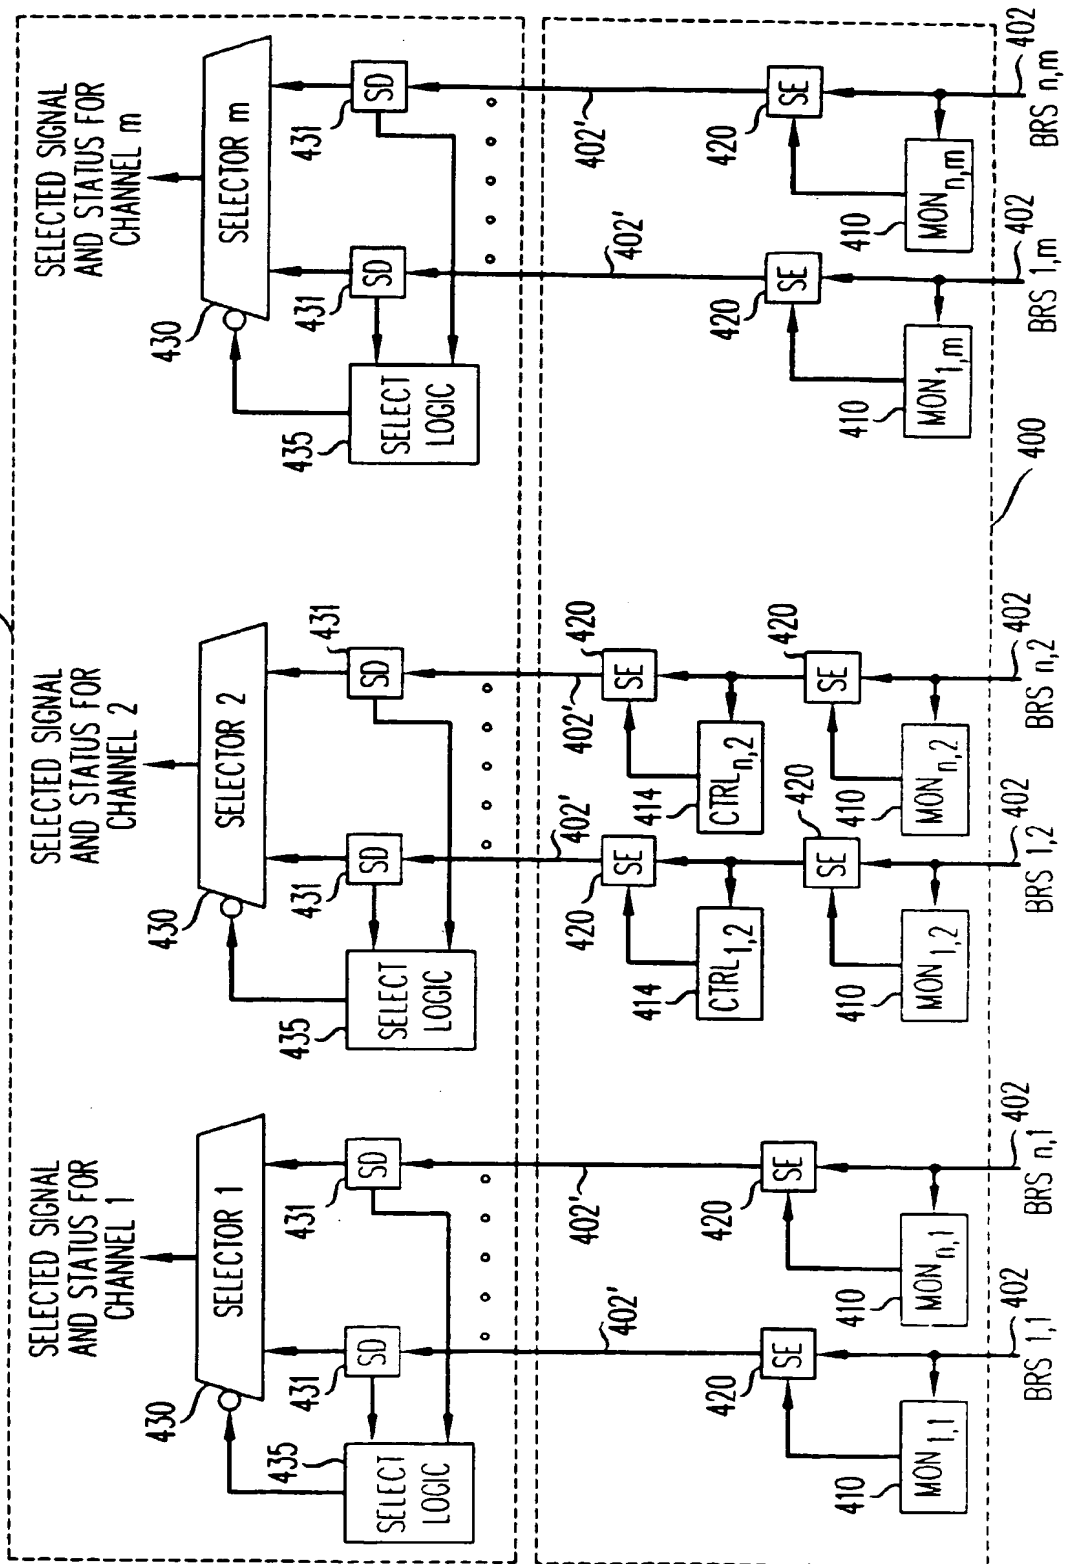 SELECTED SIGNAL
AND STATUS FOR
CHANNEL 1
SELECTED SIGNAL
AND STATUS FOR
CHANNEL 2
SELECTED SIGNAL
AND STATUS FOR
CHANNEL m
430
SELECTOR 1
430
SELECTOR 2
430
SELECTOR m
435
SELECT
LOGIC
431
SD
431
SD
435
SELECT
LOGIC
431
SD
431
SD
435
SELECT
LOGIC
431
SD
431
SD
402'
402'
402'
402'
402'
402'
420
SE
420
SE
414
CTRL1,2
414
CTRLn,2
420
SE
420
SE
420
SE
420
SE
420
SE
420
SE
410
MON1,1
410
MONn,1
410
MON1,2
410
MONn,2
410
MON1,m
410
MONn,m
400
402
402
402
402
402
402
BRS 1,1
BRS n,1
BRS 1,2
BRS n,2
BRS 1,m
BRS n,m